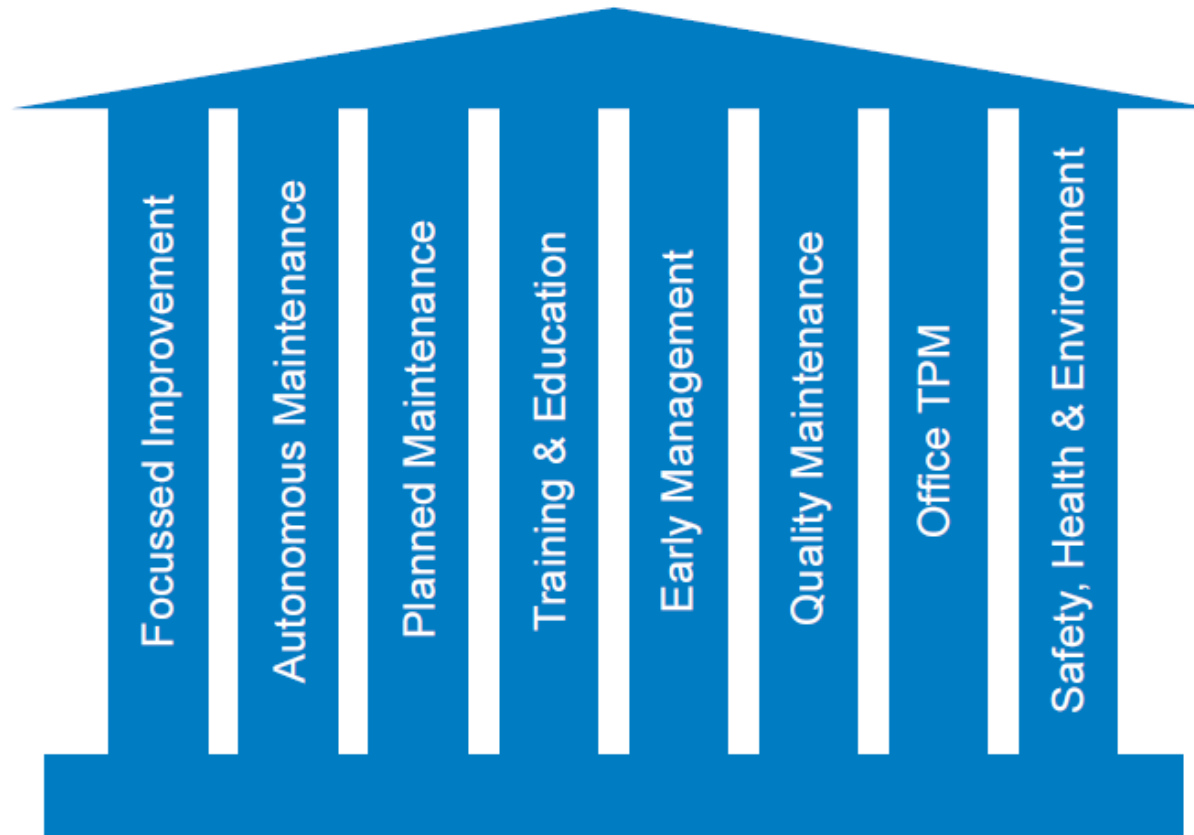 Focussed Improvement
Autonomous Maintenance
Planned Maintenance
Training & Education
Early Management
Quality Maintenance
Office TPM
Safety, Health & Environment